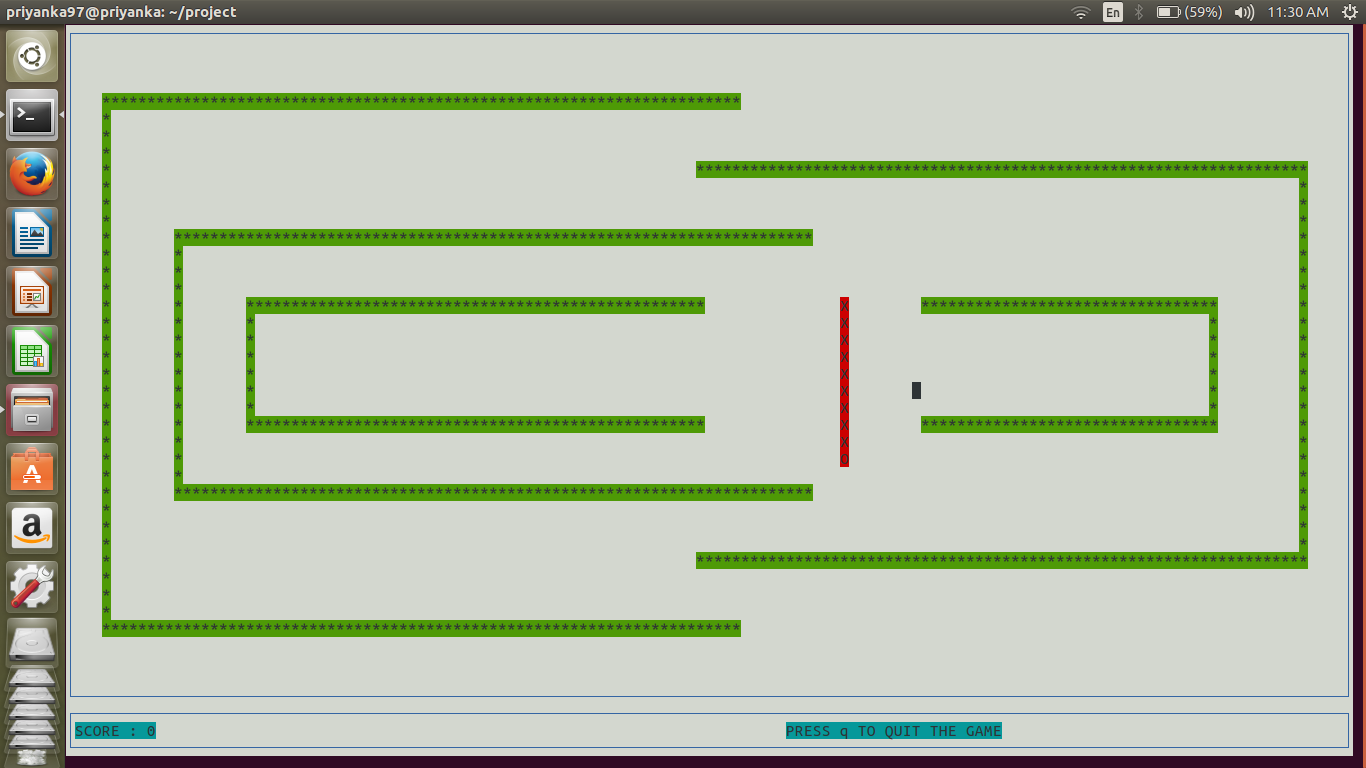 priyanka97@priyanka: ~/project
En
(59%)
11:30 AM
SCORE : 0
PRESS q TO QUIT THE GAME